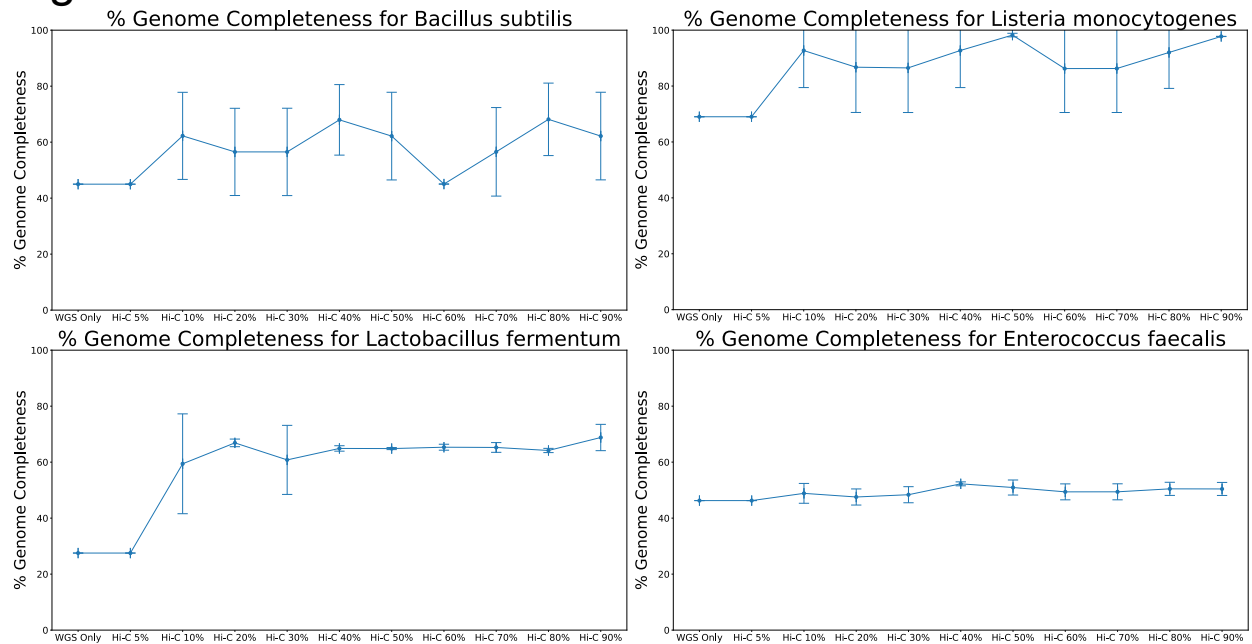 % Genome Completeness for Bacillus subtilis
% Genome Completeness
100
80
60
40
20
0
WGS Only Hi-C 5% Hi-C 10% Hi-C 20% Hi-C 30% Hi-C 40% Hi-C 50% Hi-C 60% Hi-C 70% Hi-C 80% Hi-C 90%
% Genome Completeness for Listeria monocytogenes
% Genome Completeness
100
80
60
40
20
0
WGS Only Hi-C 5% Hi-C 10% Hi-C 20% Hi-C 30% Hi-C 40% Hi-C 50% Hi-C 60% Hi-C 70% Hi-C 80% Hi-C 90%
% Genome Completeness for Lactobacillus fermentum
% Genome Completeness
100
80
60
40
20
0
WGS Only Hi-C 5% Hi-C 10% Hi-C 20% Hi-C 30% Hi-C 40% Hi-C 50% Hi-C 60% Hi-C 70% Hi-C 80% Hi-C 90%
% Genome Completeness for Enterococcus faecalis
% Genome Completeness
100
80
60
40
20
0
WGS Only Hi-C 5% Hi-C 10% Hi-C 20% Hi-C 30% Hi-C 40% Hi-C 50% Hi-C 60% Hi-C 70% Hi-C 80% Hi-C 90%